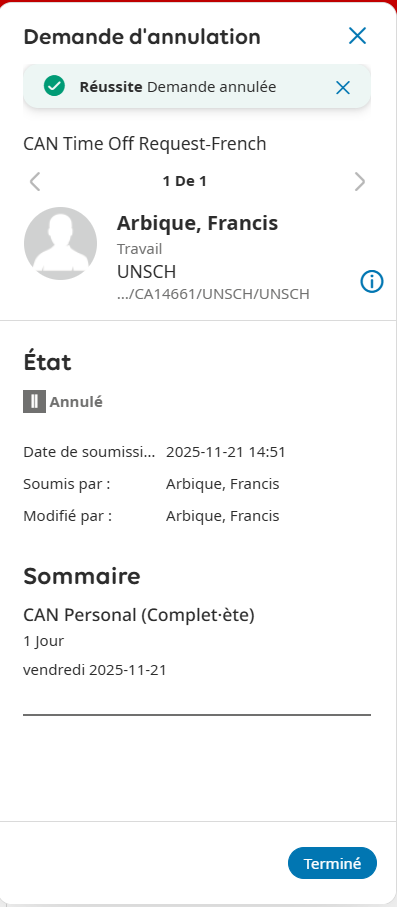 Demande d'annulation
Réussite Demande annulée
CAN Time Off Request-French
1 De 1
Arbique, Francis
Travail
UNSCH
.../CA14661/UNSCH/UNSCH
État
Annulé
Date de soumissi... 2025-11-21 14:51
Soumis par : Arbique, Francis
Modifié par : Arbique, Francis
Sommaire
CAN Personal (Complet·ète)
1 Jour
vendredi 2025-11-21
Terminé